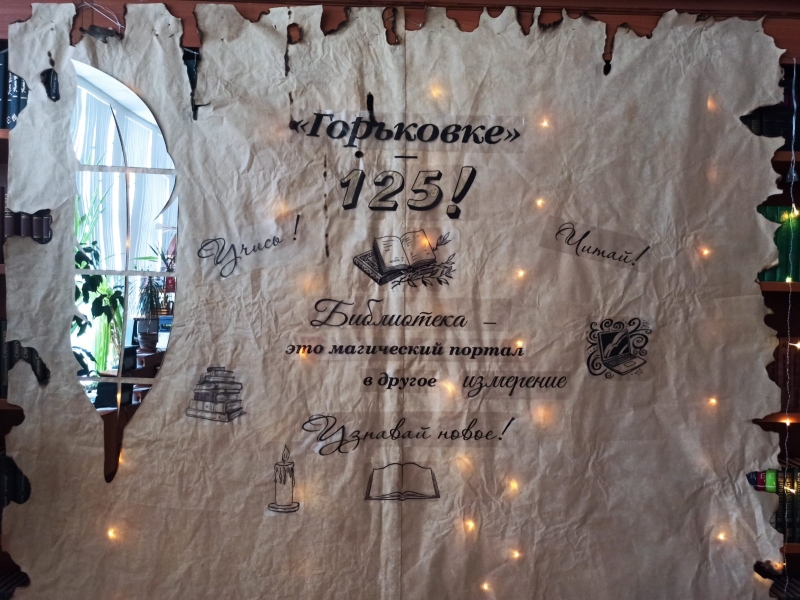 «Горьковке»
125!
Учись!
Читай!
Библиотека –
это магический портал
в другое измерение
Узнавай новое!